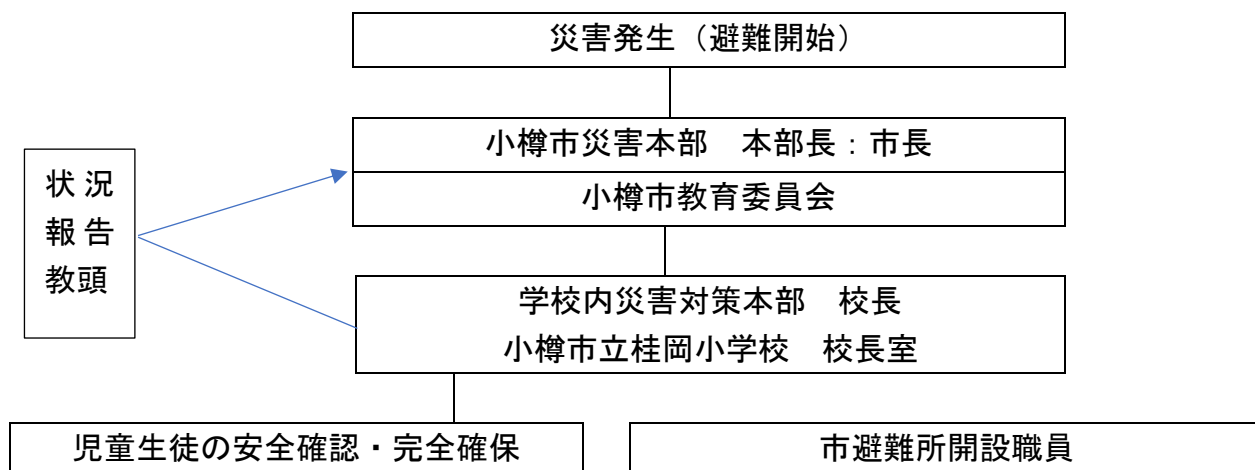 災害発生（避難開始）
小樽市災害本部　本部長：市長
小樽市教育委員会
状況
報告
教頭
学校内災害対策本部　校長
小樽市立桂岡小学校　校長室
児童生徒の安全確認・完全確保
市避難所開設職員